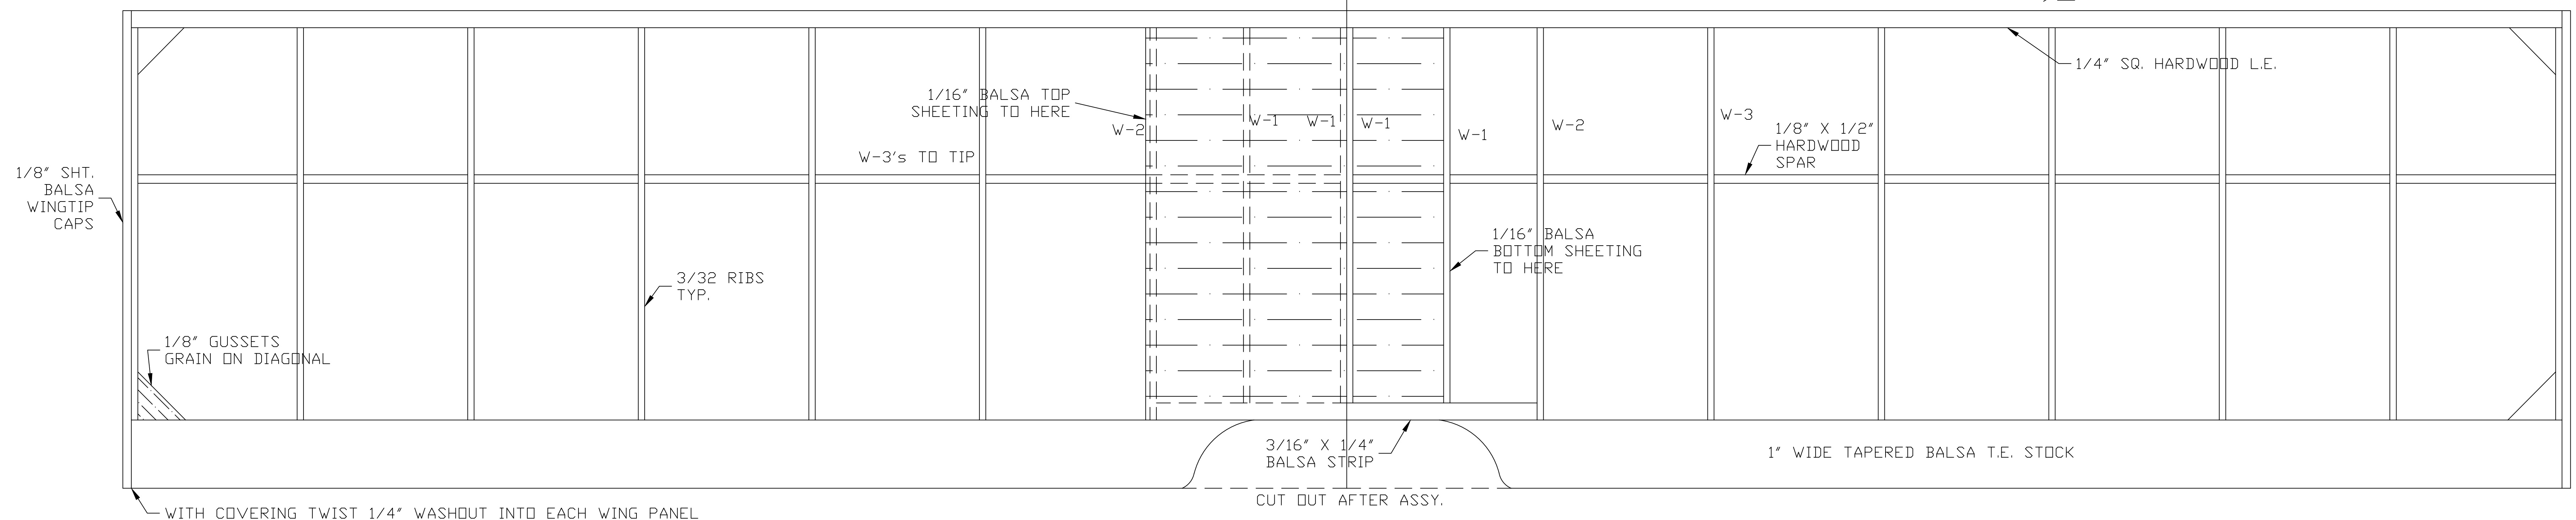 1/4" SQ. HARDWOOD L.E.
1/16" BALSA TOP
SHEETING TO HERE
W-2
W-1
W-1
W-1
W-1
W-2
W-3
1/8" X 1/2"
HARDWOOD
SPAR
W-3's TO TIP
1/8" SHT.
BALSA
WINGTIP
CAPS
1/16" BALSA
BOTTOM SHEETING
TO HERE
3/32 RIBS
TYP.
1/8" GUSSETS
GRAIN ON DIAGONAL
3/16" X 1/4"
BALSA STRIP
1" WIDE TAPERED BALSA T.E. STOCK
CUT OUT AFTER ASSY.
WITH COVERING TWIST 1/4" WASHOUT INTO EACH WING PANEL